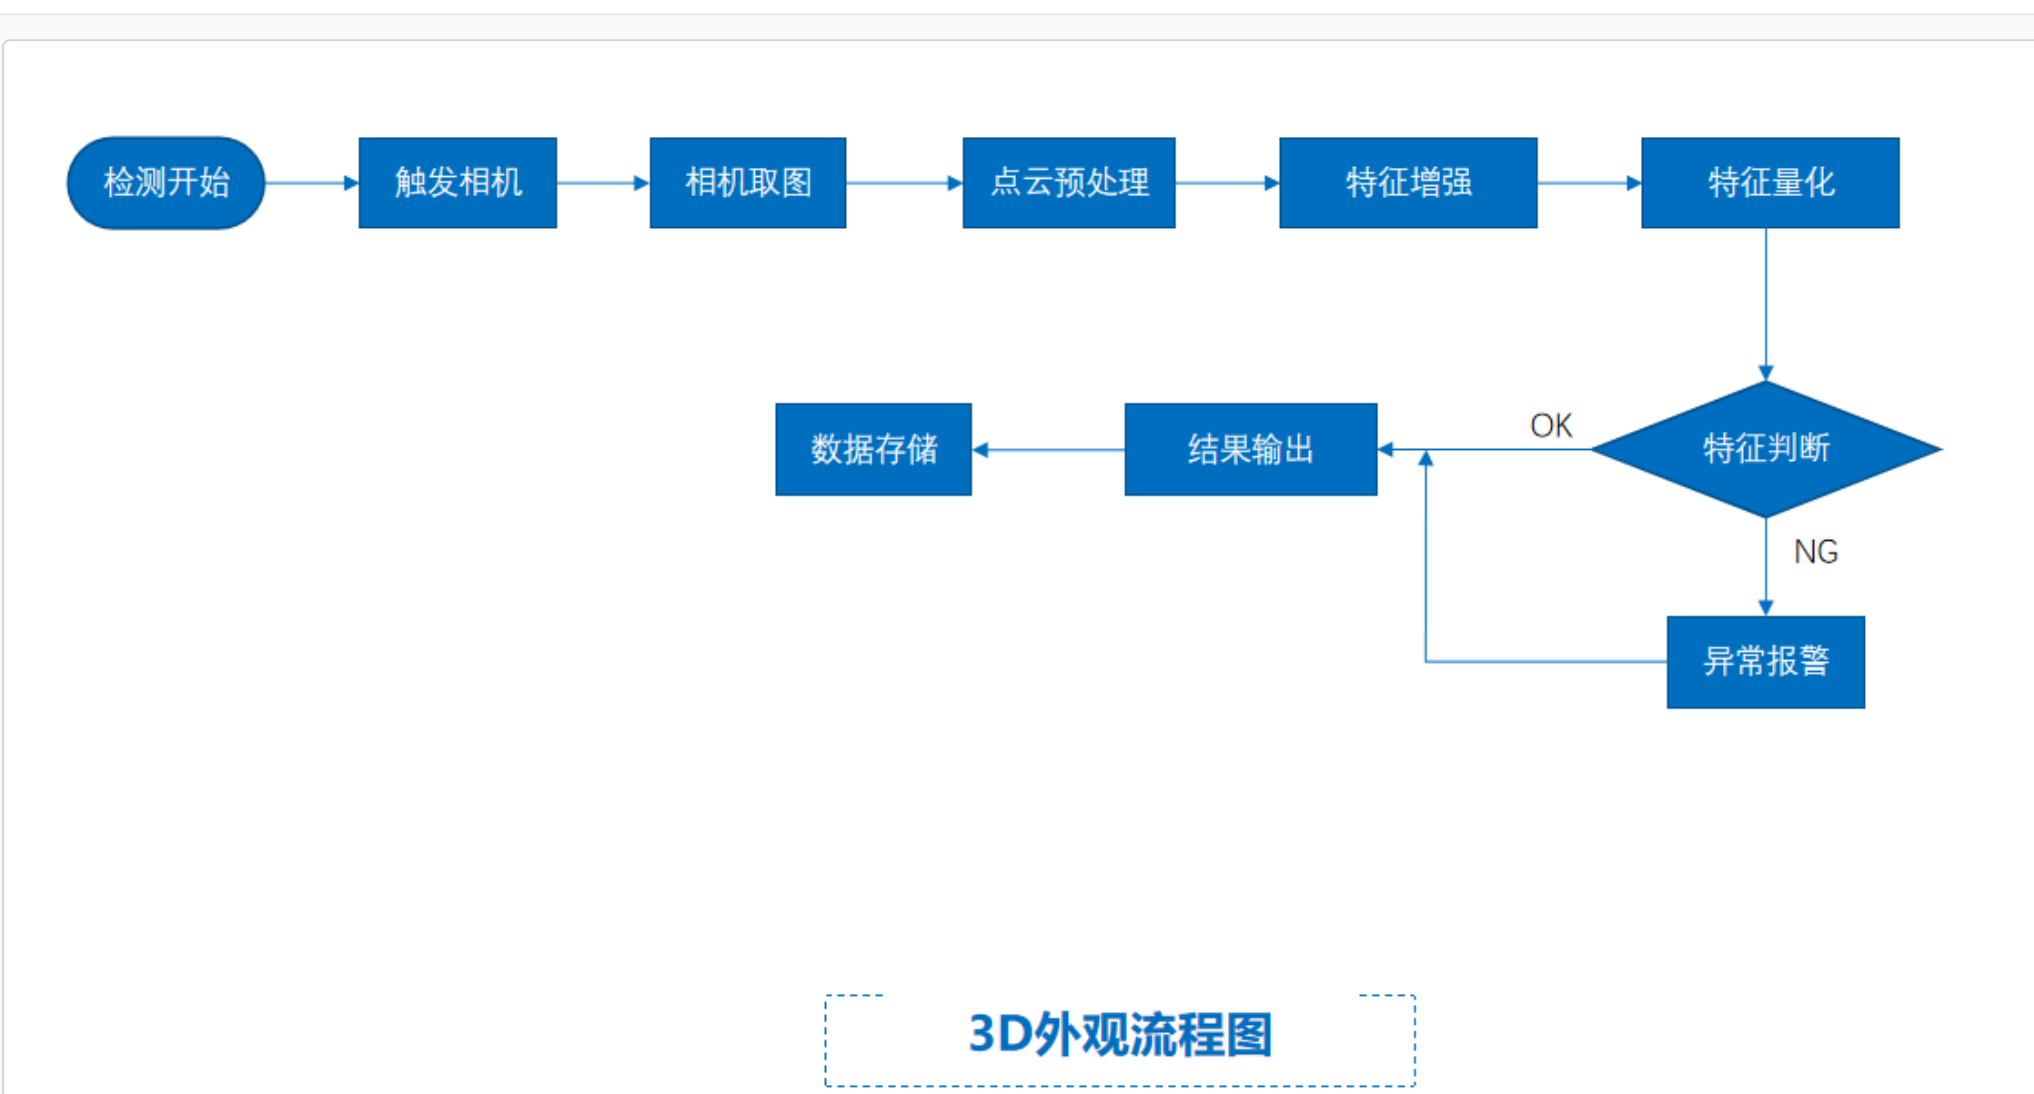 检测开始
触发相机
相机取图
点云预处理
特征增强
特征量化
数据存储
结果输出
OK
特征判断
NG
异常报警
3D外观流程图